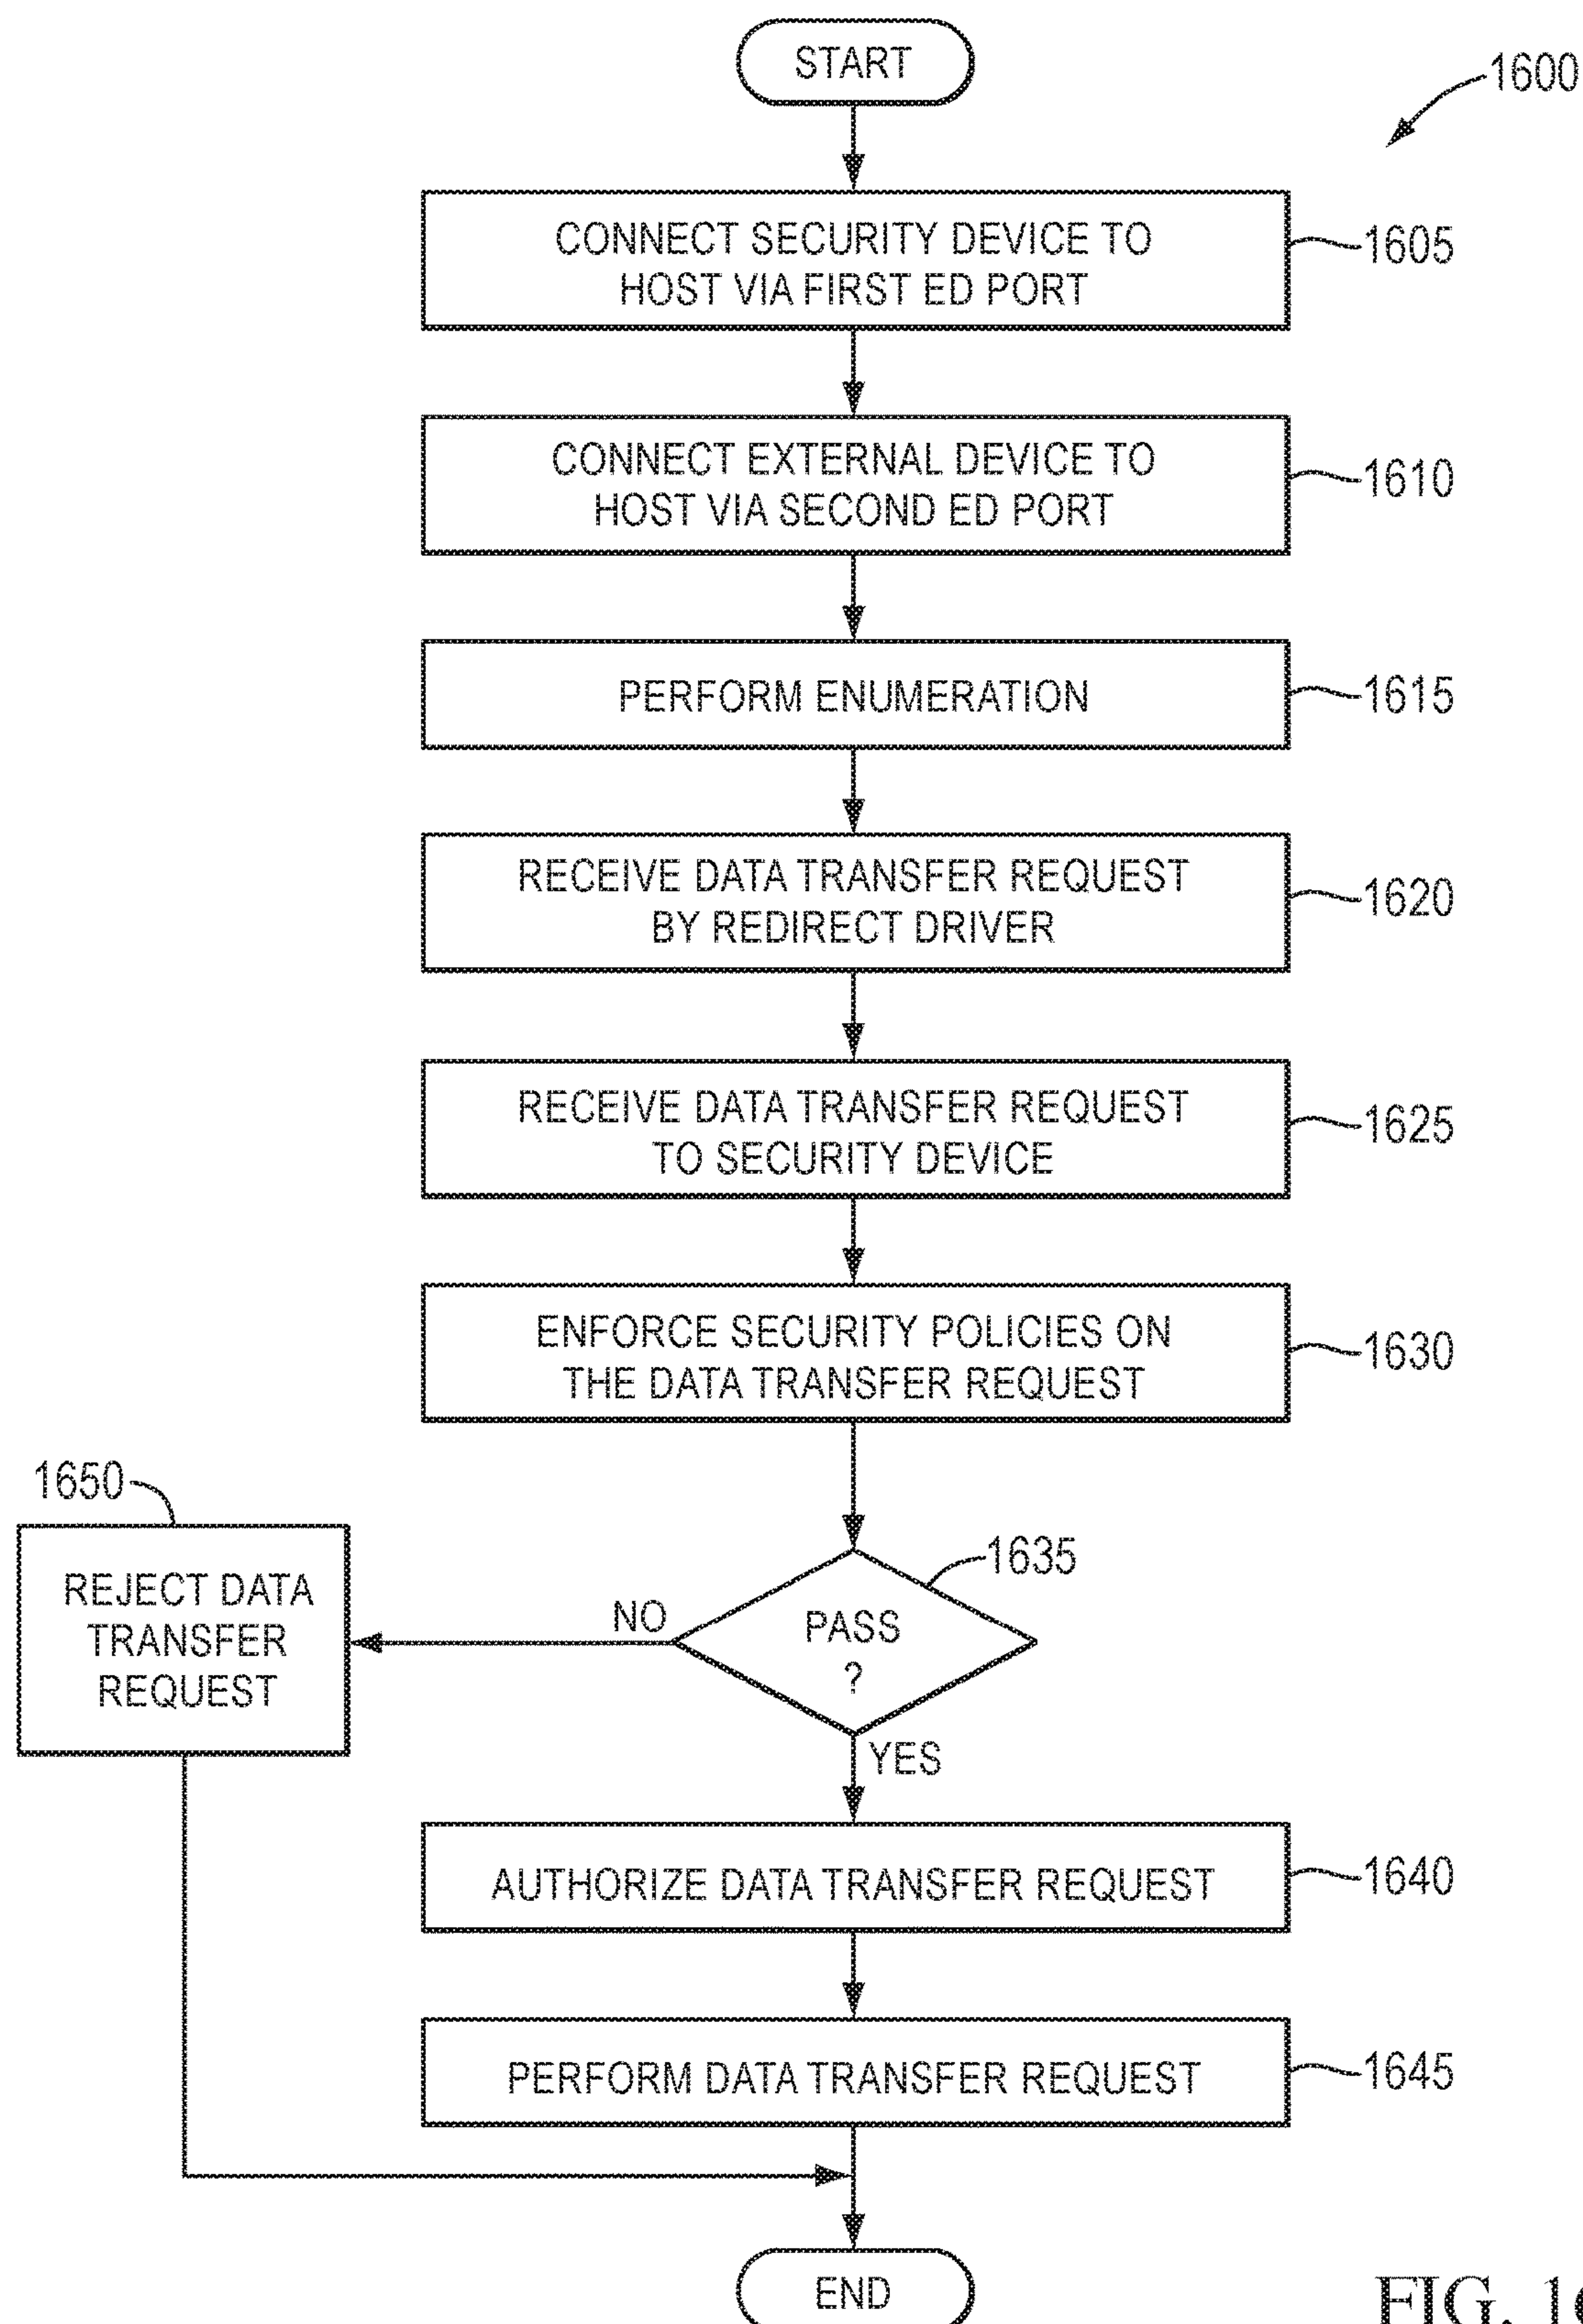 START
1600
CONNECT SECURITY DEVICE TO
HOST VIA FIRST ED PORT
1605
CONNECT EXTERNAL DEVICE TO
HOST VIA SECOND ED PORT
1610
PERFORM ENUMERATION
1615
RECEIVE DATA TRANSFER REQUEST
BY REDIRECT DRIVER
1620
RECEIVE DATA TRANSFER REQUEST
TO SECURITY DEVICE
1625
ENFORCE SECURITY POLICIES ON
THE DATA TRANSFER REQUEST
1630
1650
REJECT DATA
TRANSFER
REQUEST
NO
PASS
?
1635
YES
AUTHORIZE DATA TRANSFER REQUEST
1640
PERFORM DATA TRANSFER REQUEST
1645
END
FIG. 16